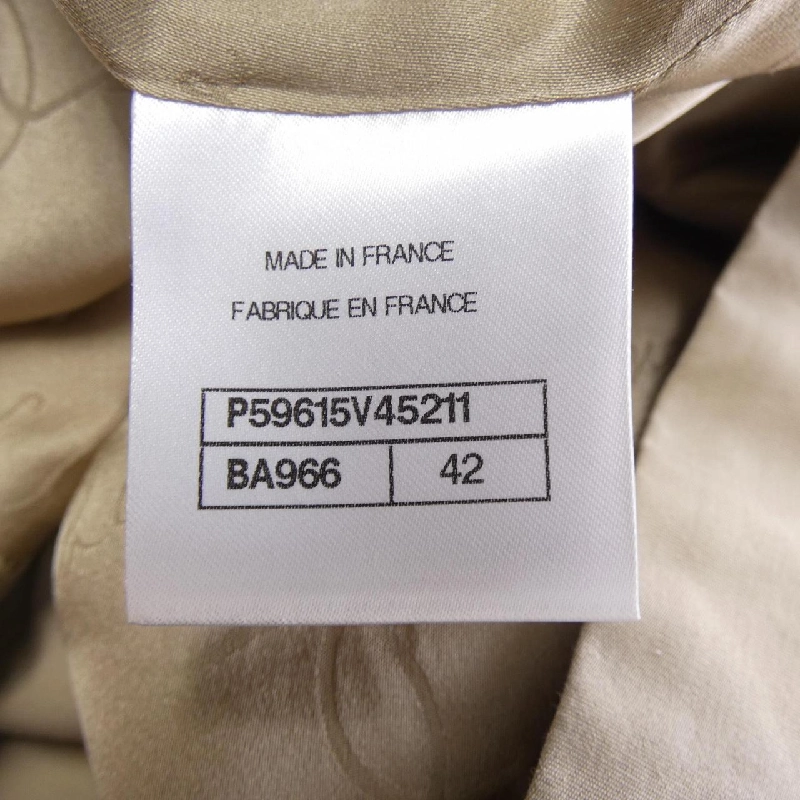 MADE IN FRANCE
FABRIQUE EN FRANCE
P59615V45211
BA966 42